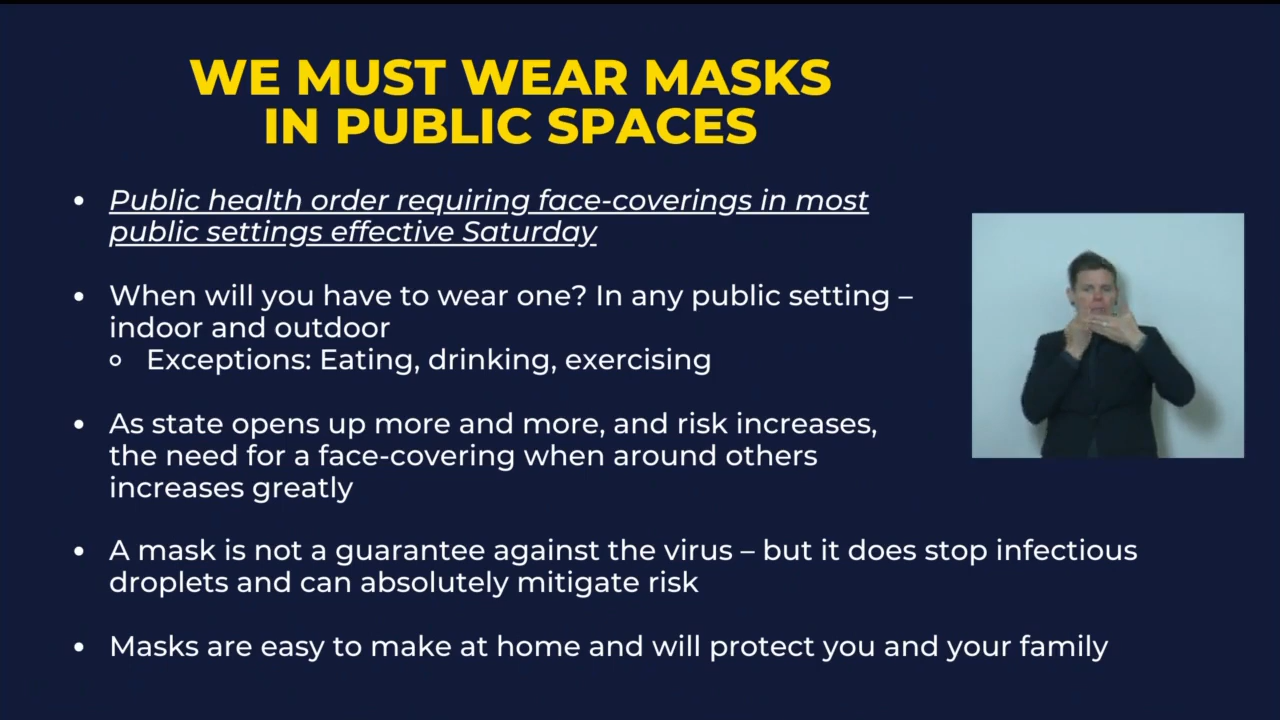 WE MUST WEAR MASKS
IN PUBLIC SPACES
• Public health order requiring face-coverings in most
public settings effective Saturday
• When will you have to wear one? In any public setting –
indoor and outdoor
○ Exceptions: Eating, drinking, exercising
• As state opens up more and more, and risk increases,
the need for a face-covering when around others
increases greatly
• A mask is not a guarantee against the virus – but it does stop infectious
droplets and can absolutely mitigate risk
• Masks are easy to make at home and will protect you and your family